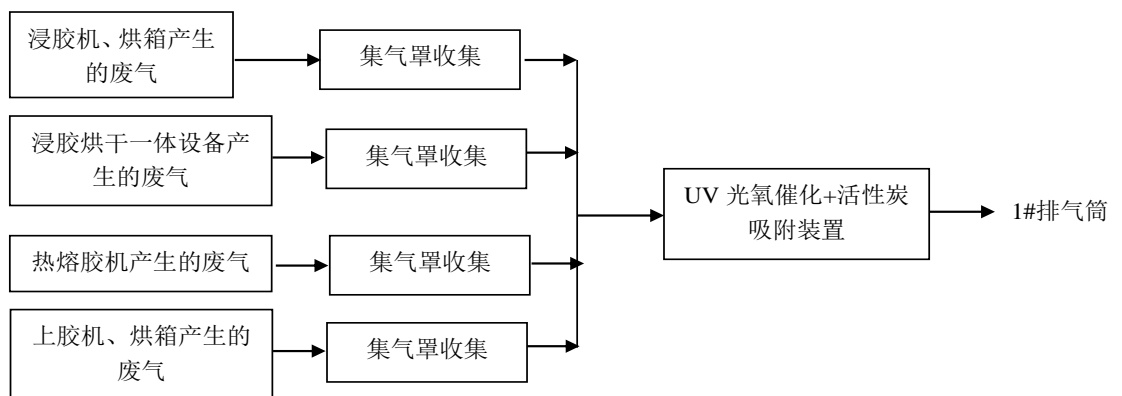 浸胶机、烘箱产生
的废气
集气罩收集
浸胶烘干一体设备产
生的废气
集气罩收集
热熔胶机产生的废气
集气罩收集
上胶机、烘箱产生的
废气
集气罩收集
UV 光氧催化+活性炭
吸附装置
1#排气筒